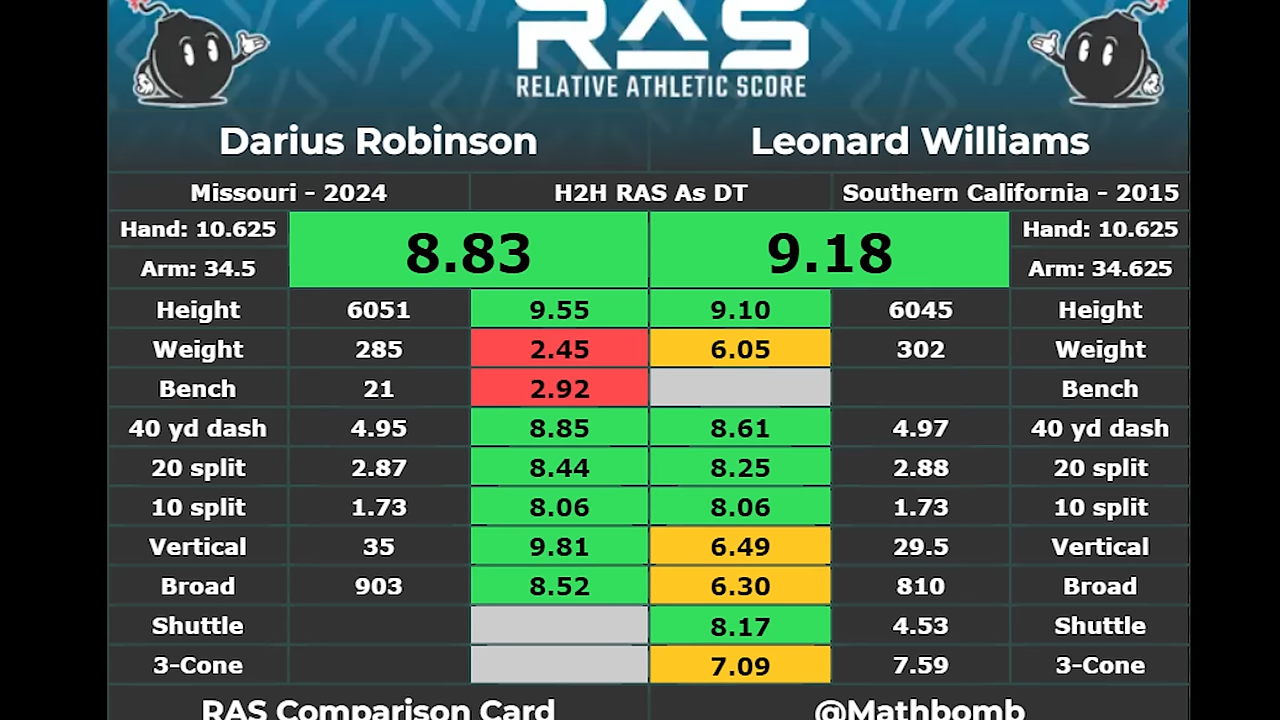 RAS
RELATIVE ATHLETIC SCORE
Darius Robinson Leonard Williams
Missouri - 2024 H2H RAS As DT Southern California - 2015
Hand: 10.625 8.83 9.18 Hand: 10.625
Arm: 34.5 Arm: 34.625
Height 6051 9.55 9.10 6045 Height
Weight 285 2.45 6.05 302 Weight
Bench 21 2.92 Bench
40 yd dash 4.95 8.85 8.61 4.97 40 yd dash
20 split 2.87 8.44 8.25 2.88 20 split
10 split 1.73 8.06 8.06 1.73 10 split
Vertical 35 9.81 6.49 29.5 Vertical
Broad 903 8.52 6.30 810 Broad
Shuttle 8.17 4.53 Shuttle
3-Cone 7.09 7.59 3-Cone
RAS Comparison Card @Mathbomb